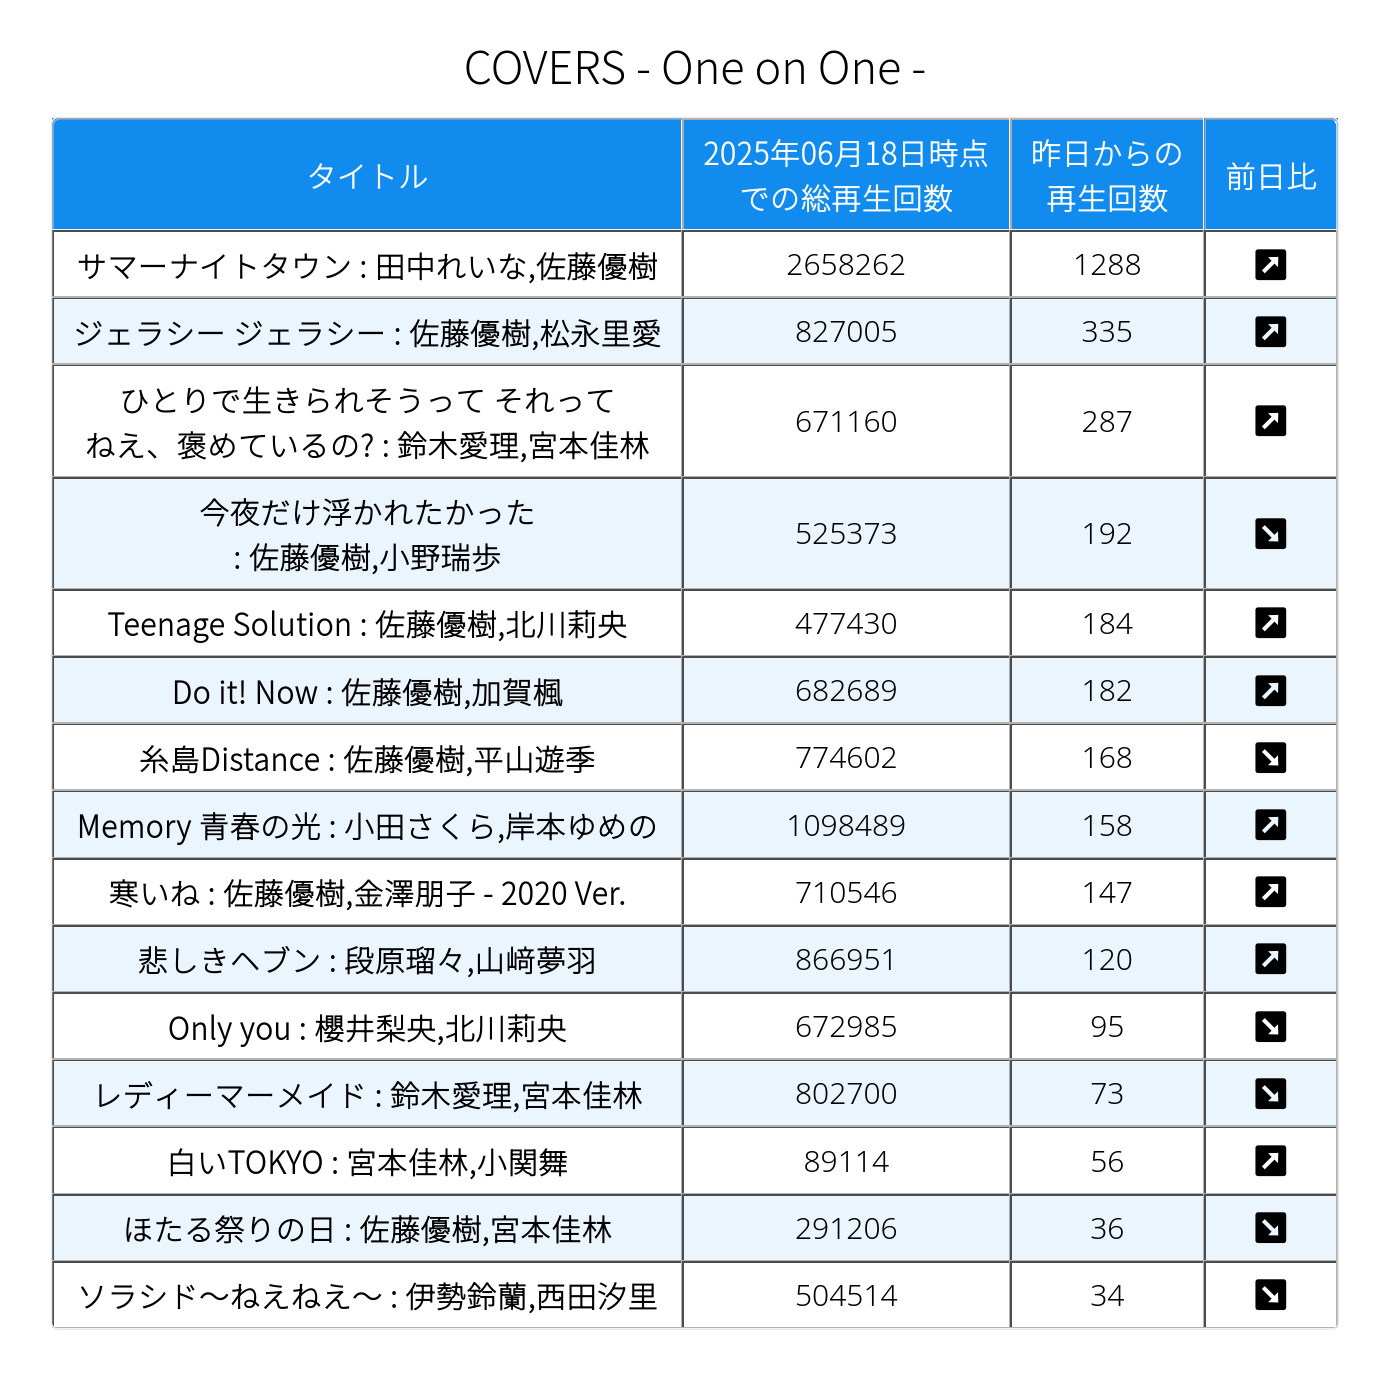 COVERS - One on One -
タイトル
2025年06月18日時点
での総再生回数
昨日からの
再生回数
前日比
サマーナイトタウン : 田中れいな,佐藤優樹
2658262
1288
ジェラシー ジェラシー : 佐藤優樹,松永里愛
827005
335
ひとりで生きられそうって それって
ねえ、褒めているの? : 鈴木愛理,宮本佳林
671160
287
今夜だけ浮かれたかった
: 佐藤優樹,小野瑞歩
525373
192
Teenage Solution : 佐藤優樹,北川莉央
477430
184
Do it! Now : 佐藤優樹,加賀楓
682689
182
糸島Distance : 佐藤優樹,平山遊季
774602
168
Memory 青春の光 : 小田さくら,岸本ゆめの
1098489
158
寒いね : 佐藤優樹,金澤朋子 - 2020 Ver.
710546
147
悲しきヘブン : 段原瑠々,山﨑夢羽
866951
120
Only you : 櫻井梨央,北川莉央
672985
95
レディーマーメイド : 鈴木愛理,宮本佳林
802700
73
白いTOKYO : 宮本佳林,小関舞
89114
56
ほたる祭りの日 : 佐藤優樹,宮本佳林
291206
36
ソラシド～ねえねえ～ : 伊勢鈴蘭,西田汐里
504514
34